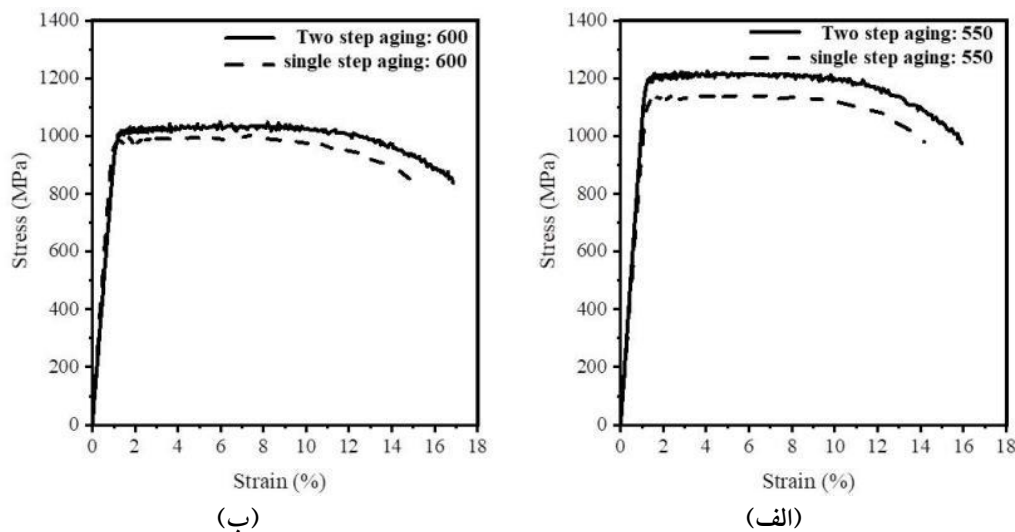 1400
1200
1000
800
600
400
200
0
Stress (MPa)
Two step aging: 600
single step aging: 600
0 2 4 6 8 10 12 14 16 18
Strain (%)
(ب)
1400
1200
1000
800
600
400
200
0
Stress (MPa)
Two step aging: 550
single step aging: 550
0 2 4 6 8 10 12 14 16 18
Strain (%)
(الف)